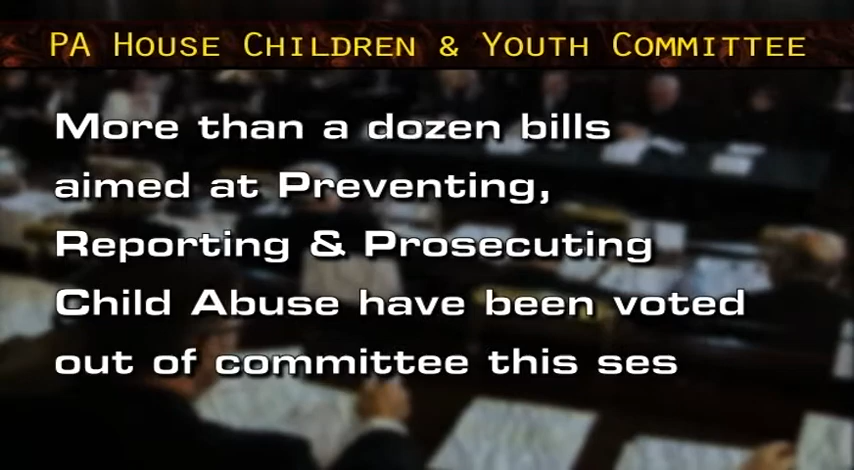 PA House Children & Youth Committee
More than a dozen bills
aimed at Preventing,
Reporting & Prosecuting
Child Abuse have been voted
out of committee this ses